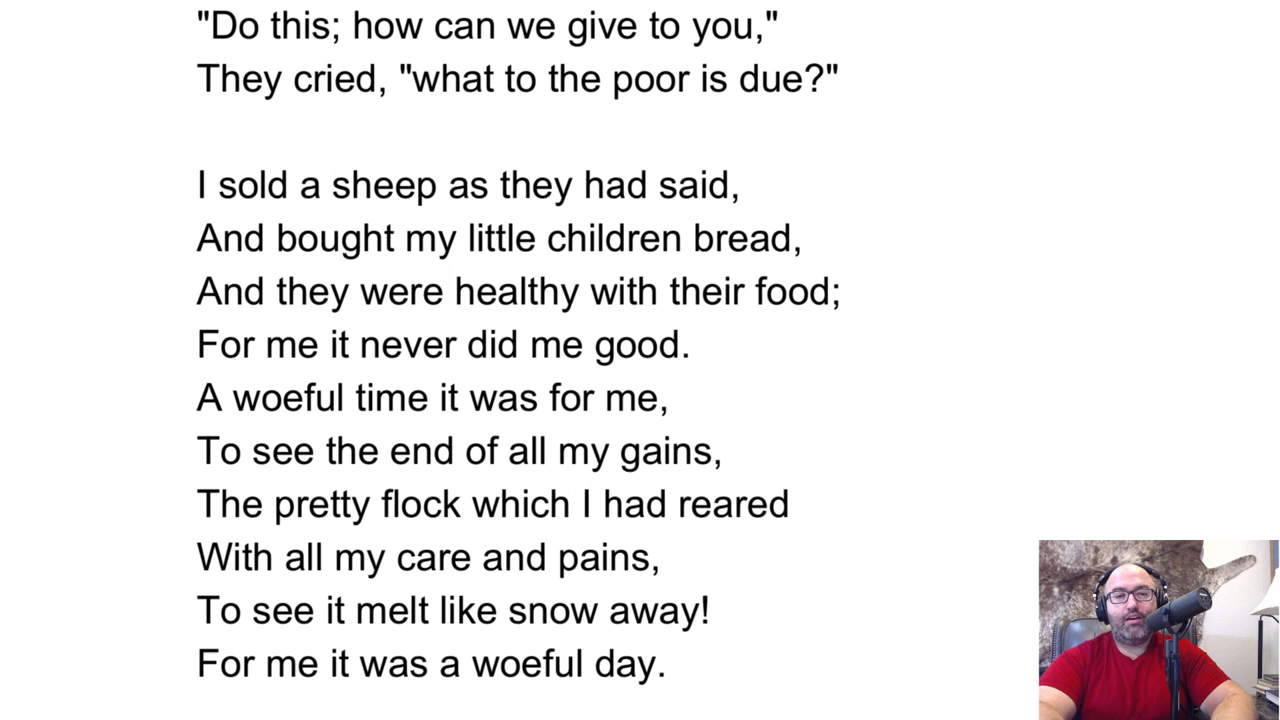 "Do this; how can we give to you,"
They cried, "what to the poor is due?"
I sold a sheep as they had said,
And bought my little children bread,
And they were healthy with their food;
For me it never did me good.
A woeful time it was for me,
To see the end of all my gains,
The pretty flock which I had reared
With all my care and pains,
To see it melt like snow away!
For me it was a woeful day.